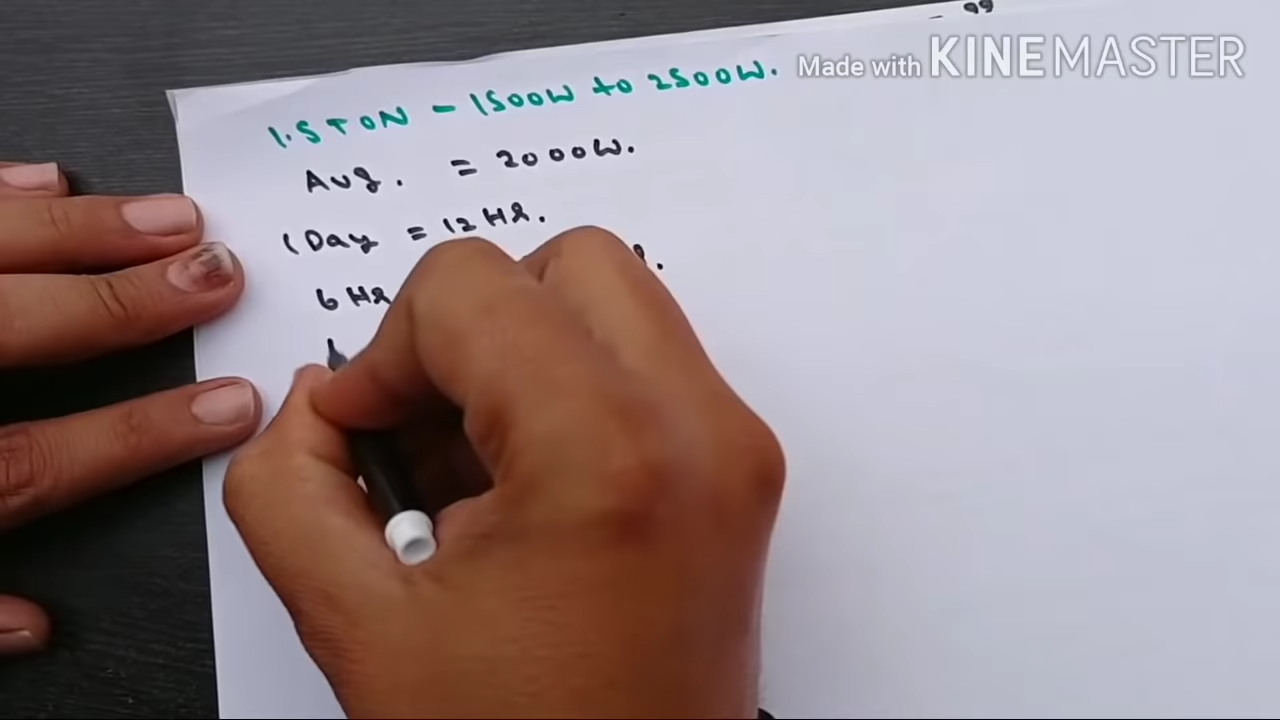 Made with KINEMASTER
1.5 TON - 1500W to 2500W.
Avg. = 2000W.
1 Day = 12 HR.
6 HR